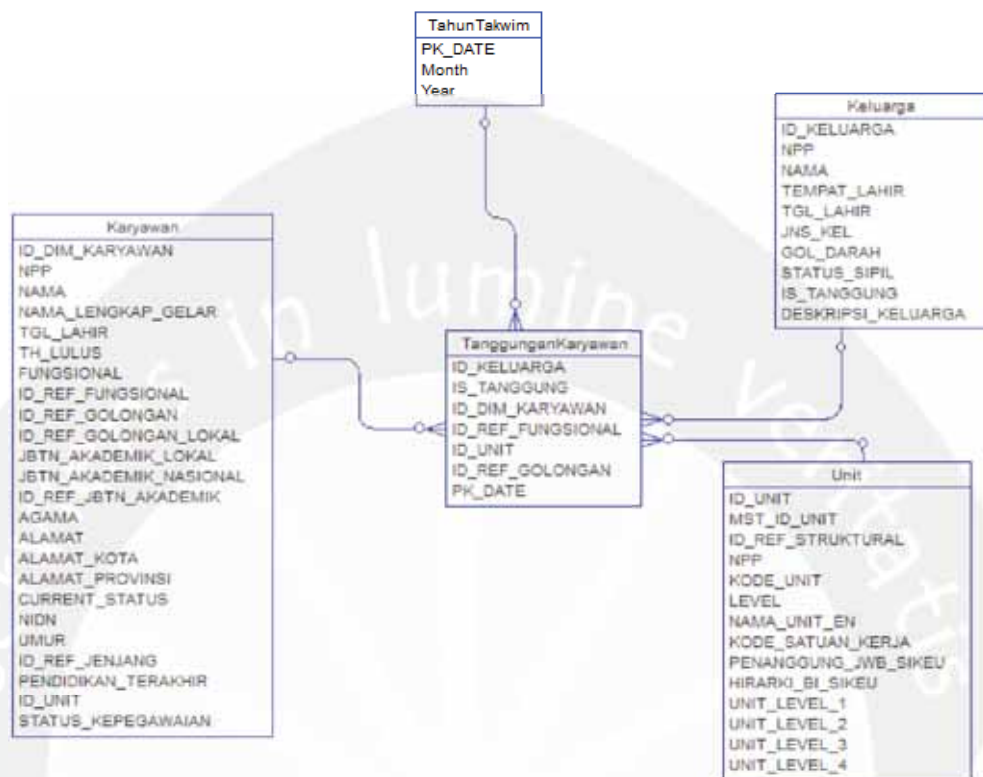 TahunTakwim
PK_DATE
Month
Year
Keluarga
ID_KELUARGA
NPP
NAMA
TEMPAT_LAHIR
TGL_LAHIR
JNS_KEL
GOL_DARAH
STATUS_SIPIL
IS_TANGGUNG
DESKRIPSI_KELUARGA
Karyawan
ID_DIM_KARYAWAN
NPP
NAMA
NAMA_LENGKAP_GELAR
TGL_LAHIR
TH_LULUS
FUNGSIONAL
ID_REF_FUNGSIONAL
ID_REF_GOLONGAN
ID_REF_GOLONGAN_LOKAL
JBTN_AKADEMIK_LOKAL
JBTN_AKADEMIK_NASIONAL
ID_REF_JBTN_AKADEMIK
AGAMA
ALAMAT
ALAMAT_KOTA
ALAMAT_PROVINSI
CURRENT_STATUS
NIDN
UMUR
ID_REF_JENJANG
PENDIDIKAN_TERAKHIR
ID_UNIT
STATUS_KEPEGAWAIAN
TanggunganKaryawan
ID_KELUARGA
IS_TANGGUNG
ID_DIM_KARYAWAN
ID_REF_FUNGSIONAL
ID_UNIT
ID_REF_GOLONGAN
PK_DATE
Unit
ID_UNIT
MST_ID_UNIT
ID_REF_STRUKTURAL
NPP
KODE_UNIT
LEVEL
NAMA_UNIT_EN
KODE_SATUAN_KERJA
PENANGGUNG_JWB_SIKEU
HIRARKI_BI_SIKEU
UNIT_LEVEL_1
UNIT_LEVEL_2
UNIT_LEVEL_3
UNIT_LEVEL_4
in lumine veritatis